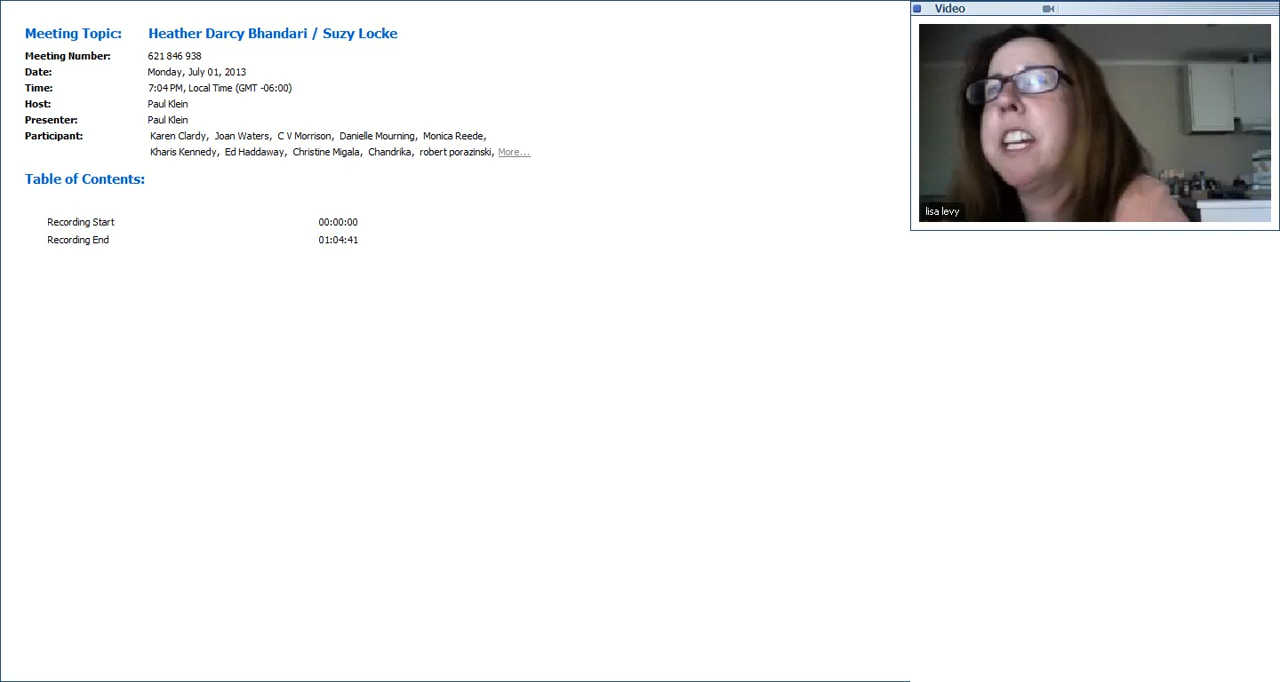 Meeting Topic: Heather Darcy Bhandari / Suzy Locke
Meeting Number: 621 846 938
Date: Monday, July 01, 2013
Time: 7:04 PM, Local Time (GMT -06:00)
Host: Paul Klein
Presenter: Paul Klein
Participant: Karen Clardy, Joan Waters, C V Morrison, Danielle Mourning, Monica Reede,
Kharis Kennedy, Ed Haddaway, Christine Migala, Chandrika, robert porazinski, More...
Table of Contents:
Recording Start 00:00:00
Recording End 01:04:41
Video
lisa levy